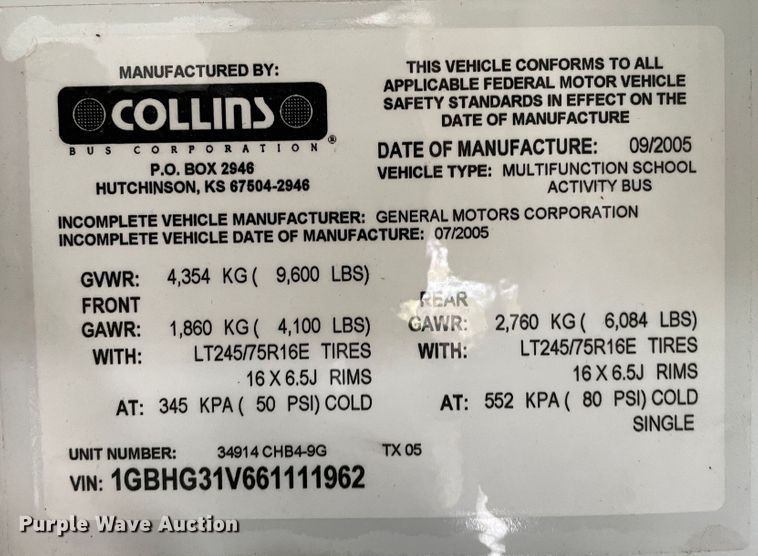 MANUFACTURED BY:
COLLINS
BUS CORPORATION®
P.O. BOX 2946
HUTCHINSON, KS 67504-2946
THIS VEHICLE CONFORMS TO ALL
APPLICABLE FEDERAL MOTOR VEHICLE
SAFETY STANDARDS IN EFFECT ON THE
DATE OF MANUFACTURE
DATE OF MANUFACTURE: 09/2005
VEHICLE TYPE: MULTIFUNCTION SCHOOL
ACTIVITY BUS
INCOMPLETE VEHICLE MANUFACTURER: GENERAL MOTORS CORPORATION
INCOMPLETE VEHICLE DATE OF MANUFACTURE: 07/2005
GVWR: 4,354 KG ( 9,600 LBS)
FRONT
GAWR: 1,860 KG ( 4,100 LBS)
WITH: LT245/75R16E TIRES
16 X 6.5J RIMS
AT: 345 KPA ( 50 PSI) COLD
REAR
GAWR: 2,760 KG ( 6,084 LBS)
WITH: LT245/75R16E TIRES
16 X 6.5J RIMS
AT: 552 KPA ( 80 PSI) COLD
SINGLE
UNIT NUMBER: 34914 CHB4-9G TX 05
VIN: 1GBHG31V661111962
Purple Wave Auction